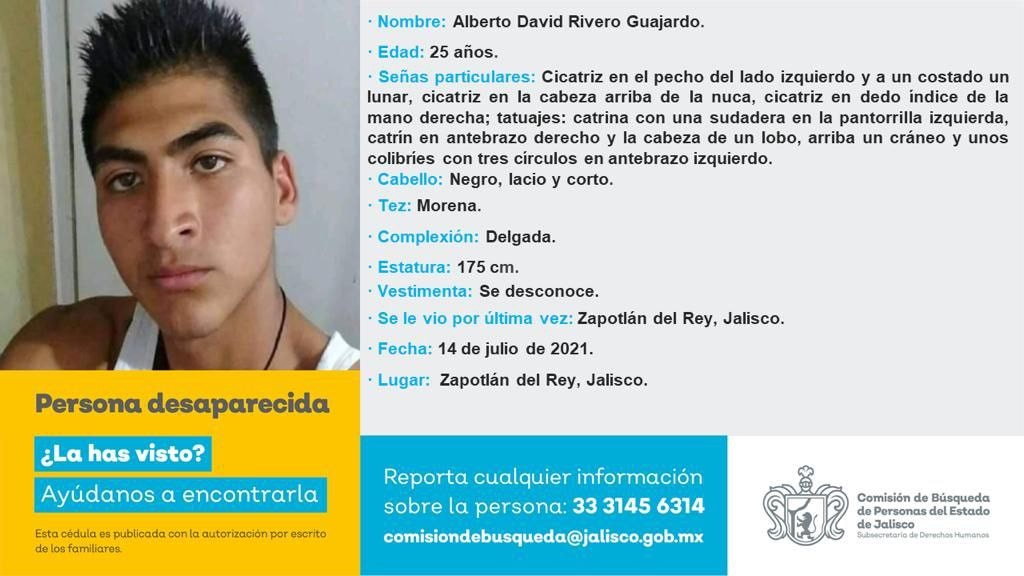 · Nombre: Alberto David Rivero Guajardo.
· Edad: 25 años.
· Señas particulares: Cicatriz en el pecho del lado izquierdo y a un costado un
lunar, cicatriz en la cabeza arriba de la nuca, cicatriz en dedo índice de la
mano derecha; tatuajes: catrina con una sudadera en la pantorrilla izquierda,
catrín en antebrazo derecho y la cabeza de un lobo, arriba un cráneo y unos
colibríes con tres círculos en antebrazo izquierdo.
· Cabello: Negro, lacio y corto.
· Tez: Morena.
· Complexión: Delgada.
· Estatura: 175 cm.
· Vestimenta: Se desconoce.
· Se le vio por última vez: Zapotlán del Rey, Jalisco.
· Fecha: 14 de julio de 2021.
· Lugar: Zapotlán del Rey, Jalisco.
Persona desaparecida
¿La has visto?
Ayúdanos a encontrarla
Esta cédula es publicada con la autorización por escrito
de los familiares.
Reporta cualquier información
sobre la persona: 33 3145 6314
comisiondebusqueda@jalisco.gob.mx
Comisión de Búsqueda
de Personas del Estado
de Jalisco
Subsecretaría de Derechos Humanos